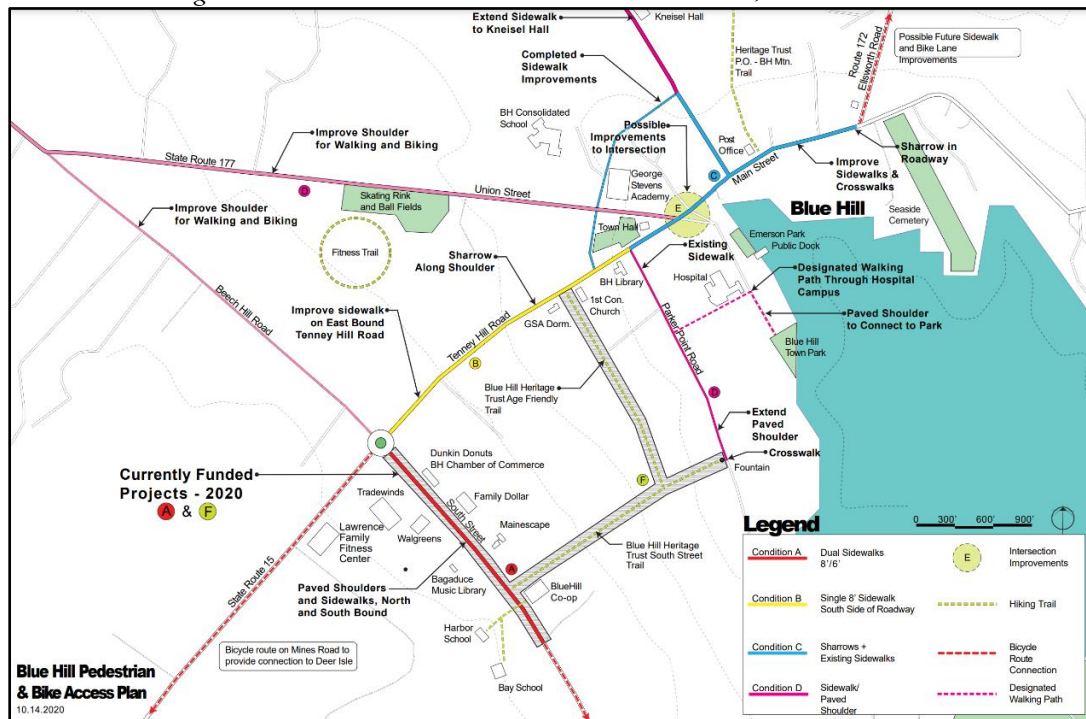 Extend Sidewalk
to Kneisel Hall
Kneisel Hall
Possible Future Sidewalk
and Bike Lane
Improvements
Route 172
Ellsworth Road
Heritage Trust
P.O. - BH Mtn.
Trail
Completed
Sidewalk
Improvements
BH Consolidated
School
Possible
Improvements
to Intersection
Post
Office
Sharrow in
Roadway
Improve Shoulder
for Walking and Biking
State Route 177
Union Street
D
C
Main Street
Improve
Sidewalks &
Crosswalks
George
Stevens
Academy
Skating Rink
and Ball Fields
E
Town Hall
Blue Hill
Seaside
Cemetery
Improve Shoulder
for Walking and Biking
Emerson Park
Public Dock
Fitness Trail
Sharrow
Along Shoulder
Existing
Sidewalk
BH Library
Hospital
Designated Walking
Path Through Hospital
Campus
Beech Hill Road
Improve sidewalk
on East Bound
Tenney Hill Road
1st Con.
Church
GSA Dorm.
Paved Shoulder
to Connect to Park
Tenney Hill Road
Parker Point Road
Blue Hill
Town Park
B
Blue Hill Heritage
Trust Age Friendly
Trail
D
Extend
Paved
Shoulder
Crosswalk
Fountain
Currently Funded
Projects - 2020
A & F
Dunkin Donuts
BH Chamber of Commerce
Tradewinds
Family Dollar
South Street
F
Lawrence
Family
Fitness
Center
Walgreens
Mainescape
Blue Hill Heritage
Trust South Street
Trail
State Route 15
Paved Shoulders
and Sidewalks, North
and South Bound
Bagaduce
Music Library
A
BlueHill
Co-op
Harbor
School
Bay School
Bicycle route on Mines Road to
provide connection to Deer Isle
Blue Hill Pedestrian
& Bike Access Plan
10.14.2020
Legend
0 300' 600' 900'
Condition A Dual Sidewalks
8'/6'
E Intersection
Improvements
Condition B Single 8' Sidewalk
South Side of Roadway
Hiking Trail
Condition C Sharrows +
Existing Sidewalks
Bicycle
Route
Connection
Condition D Sidewalk/
Paved
Shoulder
Designated
Walking Path